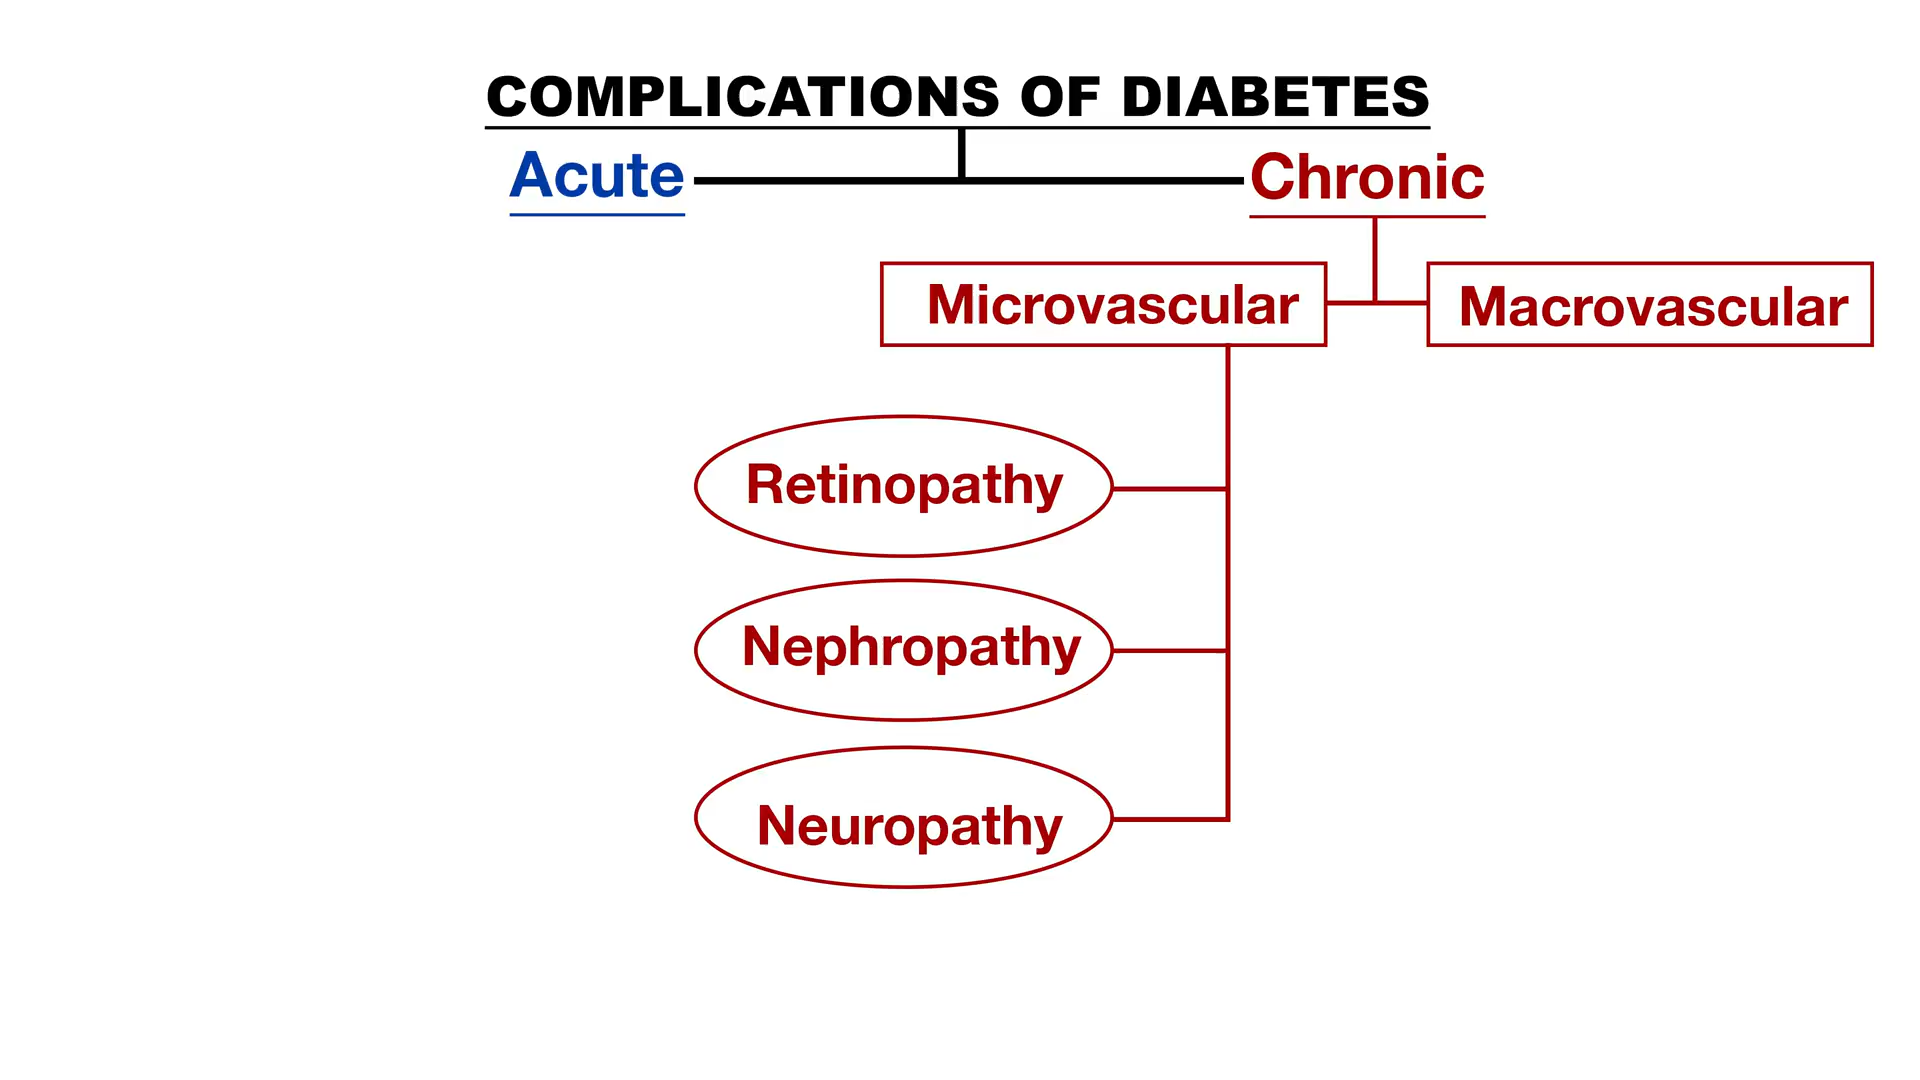 COMPLICATIONS OF DIABETES
Acute
Chronic
Microvascular
Macrovascular
Retinopathy
Nephropathy
Neuropathy